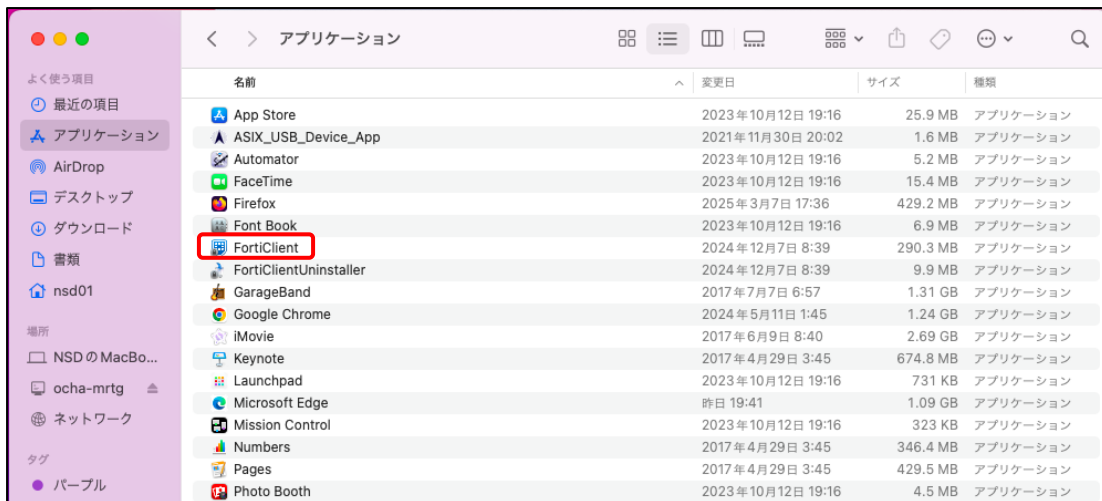 アプリケーション
よく使う項目
最近の項目
アプリケーション
AirDrop
デスクトップ
ダウンロード
書類
nsd01
場所
NSDのMacBo...
ocha-mrtg
ネットワーク
タグ
パープル
名前 変更日 サイズ 種類
App Store 2023年10月12日 19:16 25.9 MB アプリケーション
ASIX_USB_Device_App 2021年11月30日 20:02 1.6 MB アプリケーション
Automator 2023年10月12日 19:16 5.2 MB アプリケーション
FaceTime 2023年10月12日 19:16 15.4 MB アプリケーション
Firefox 2025年3月7日 17:36 429.2 MB アプリケーション
Font Book 2023年10月12日 19:16 6.9 MB アプリケーション
FortiClient 2024年12月7日 8:39 290.3 MB アプリケーション
FortiClientUninstaller 2024年12月7日 8:39 9.9 MB アプリケーション
GarageBand 2017年7月7日 6:57 1.31 GB アプリケーション
Google Chrome 2024年5月11日 1:45 1.24 GB アプリケーション
iMovie 2017年6月9日 8:40 2.69 GB アプリケーション
Keynote 2017年4月29日 3:45 674.8 MB アプリケーション
Launchpad 2023年10月12日 19:16 731 KB アプリケーション
Microsoft Edge 昨日 19:41 1.09 GB アプリケーション
Mission Control 2023年10月12日 19:16 323 KB アプリケーション
Numbers 2017年4月29日 3:45 346.4 MB アプリケーション
Pages 2017年4月29日 3:45 429.5 MB アプリケーション
Photo Booth 2023年10月12日 19:16 4.5 MB アプリケーション